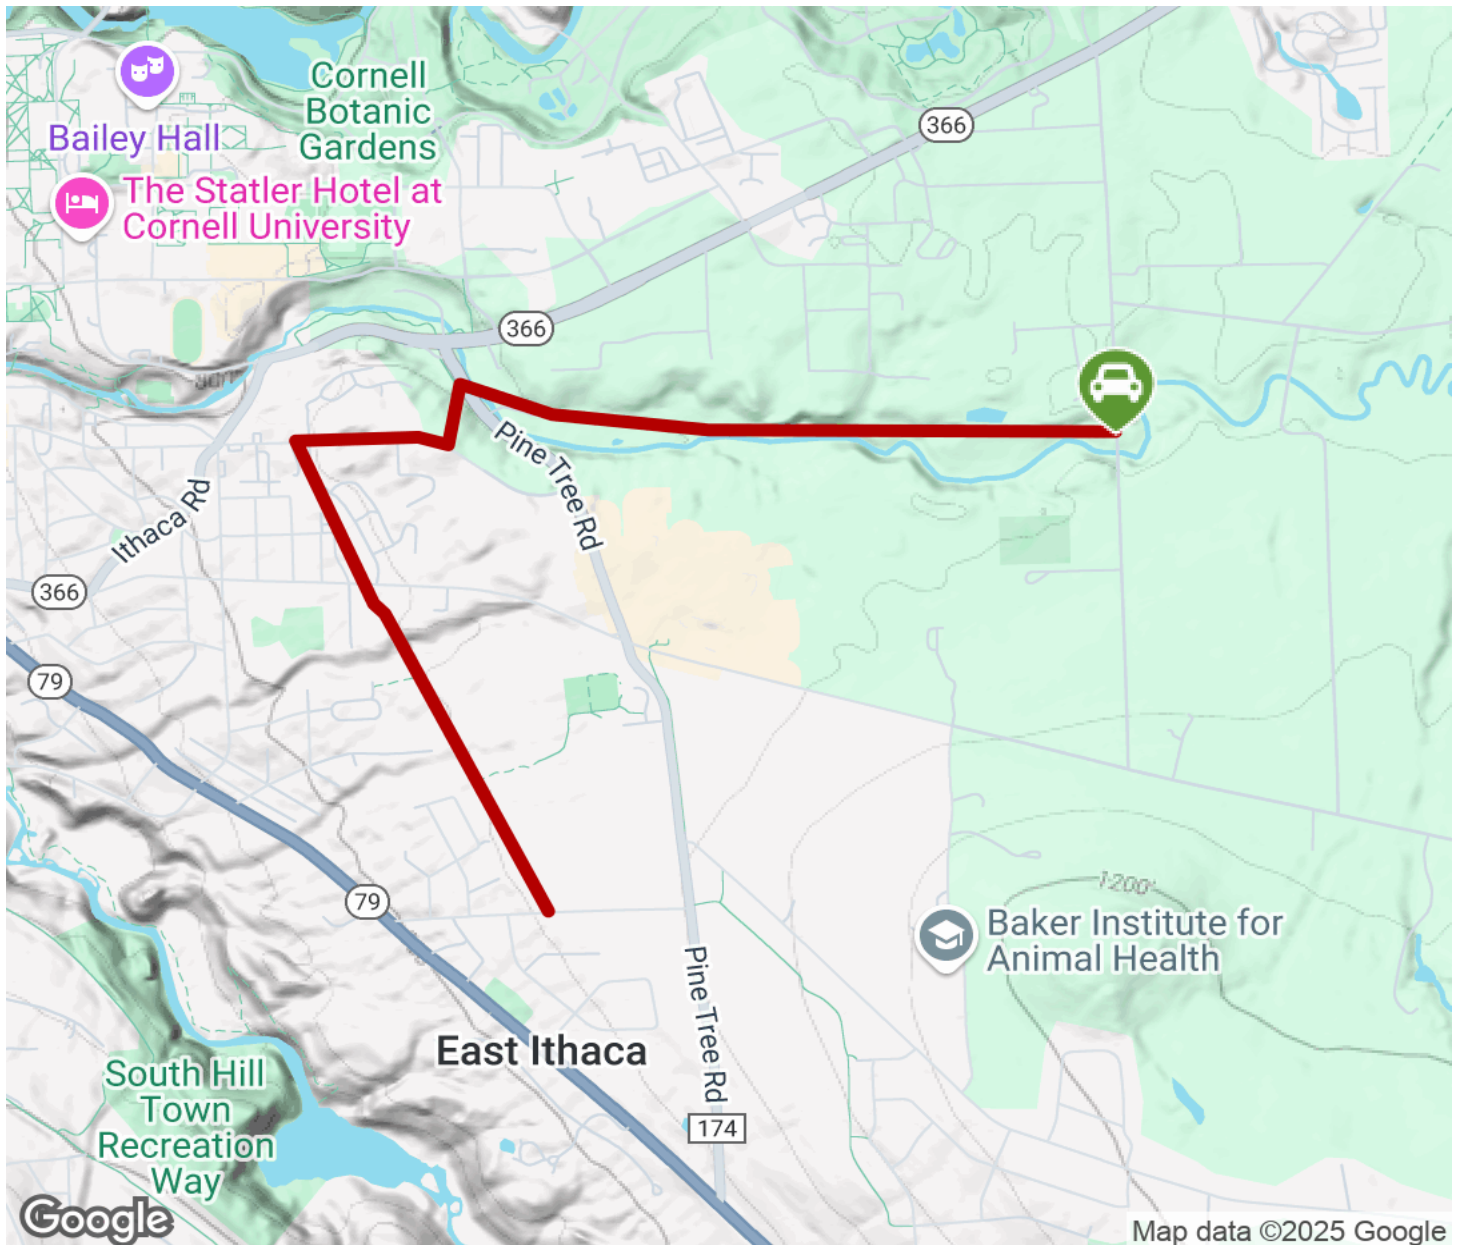 Bailey Hall
Cornell
Botanic
Gardens
366
The Statler Hotel at
Cornell University
366
Pine Tree Rd
Ithaca Rd
366
79
79
1200'
Baker Institute for
Animal Health
Pine Tree Rd
East Ithaca
South Hill
Town
Recreation
Way
174
Google
Map data ©2025 Google